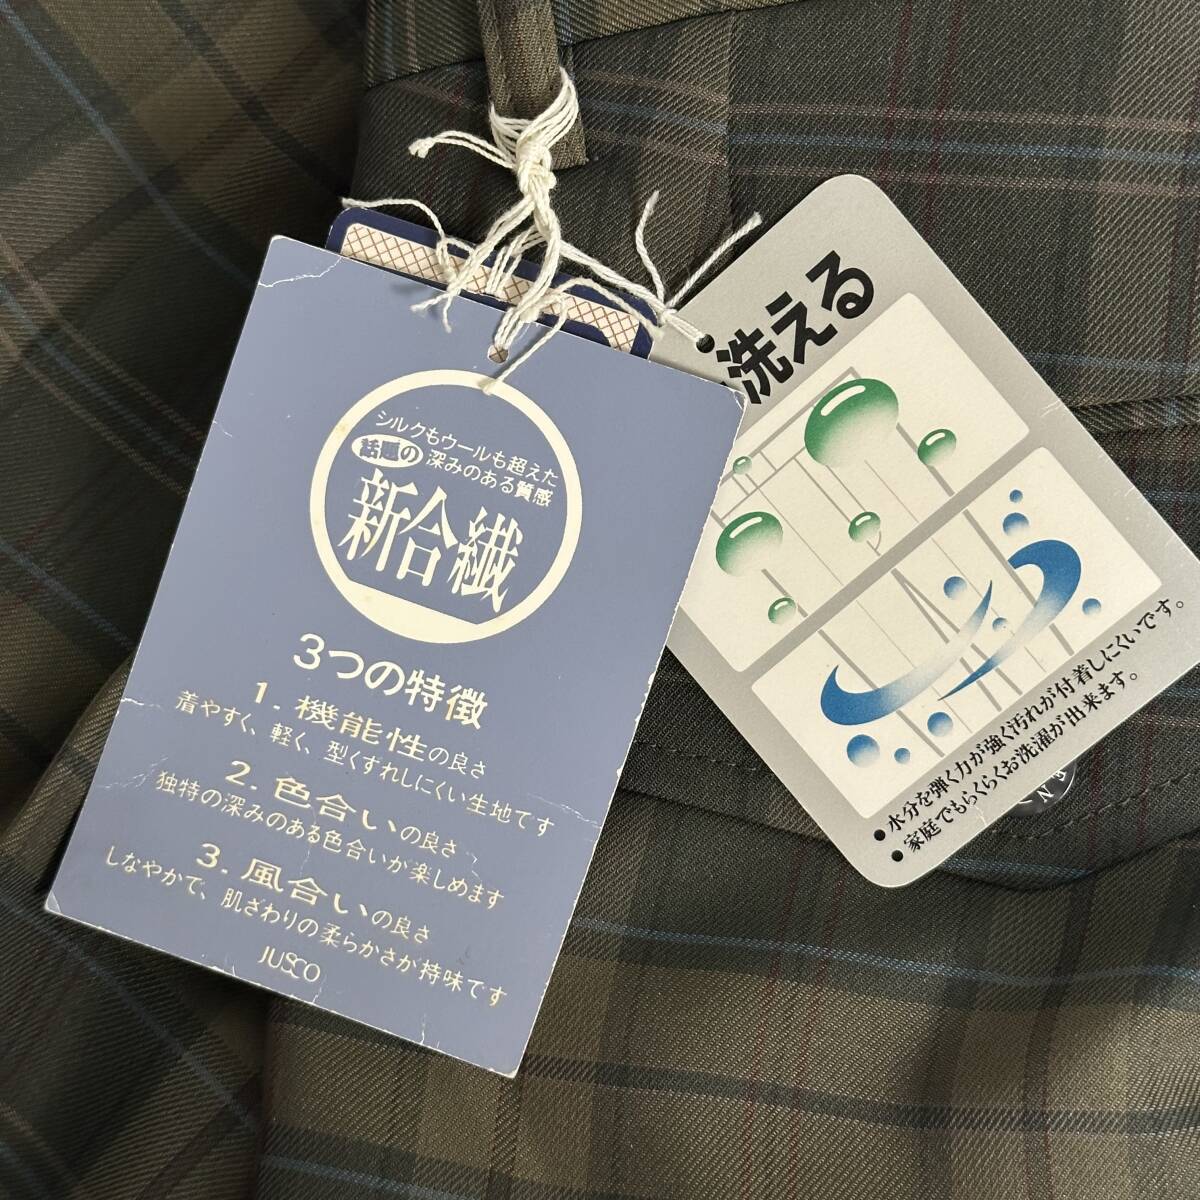 シルクもウールも超えた
話題の 深みのある質感
新合繊
3つの特徴
1. 機能性の良さ
着やすく、軽く、型くずれしにくい生地です
2. 色合いの良さ
独特の深みのある色合いが楽しめます
3. 風合いの良さ
しなやかで、肌ざわりの柔らかさが持味です
JUSCO
洗える
•水分を弾く力が強く汚れが付着しにくいです。
•家庭でもらくらくお洗濯が出来ます。